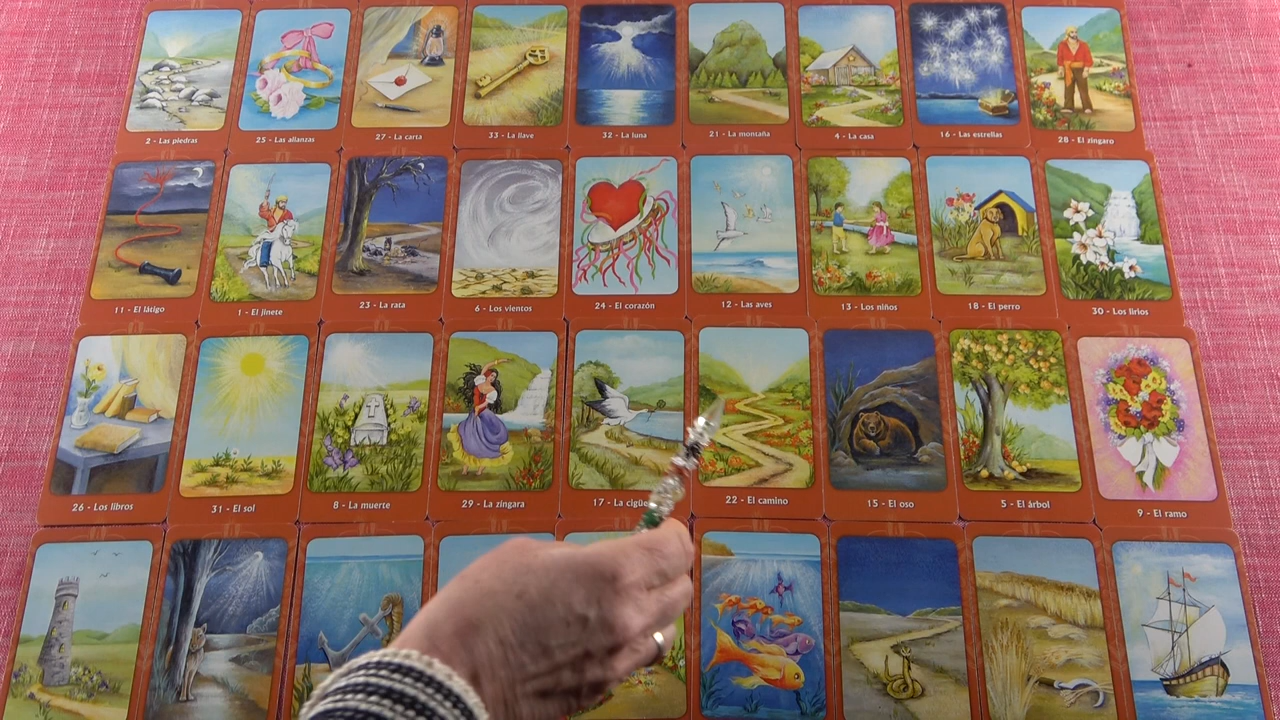 2 - Las piedras
25 - Las alianzas
27 - La carta
33 - La llave
32 - La luna
21 - La montaña
4 - La casa
16 - Las estrellas
28 - El zíngaro
11 - El látigo
1 - El jinete
23 - La rata
6 - Los vientos
24 - El corazón
12 - Las aves
13 - Los niños
18 - El perro
30 - Los lirios
26 - Los libros
31 - El sol
8 - La muerte
29 - La zíngara
17 - La cigüe
22 - El camino
15 - El oso
5 - El árbol
9 - El ramo